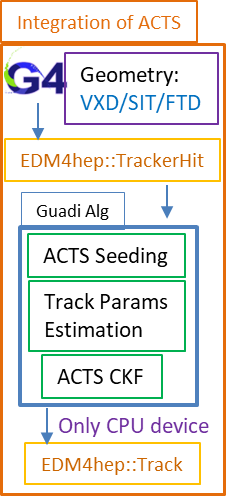 Integration of ACTS
G4
Geometry:
VXD/SIT/FTD
EDM4hep::TrackerHit
Guadi Alg
ACTS Seeding
Track Params
Estimation
ACTS CKF
Only CPU device
EDM4hep::Track